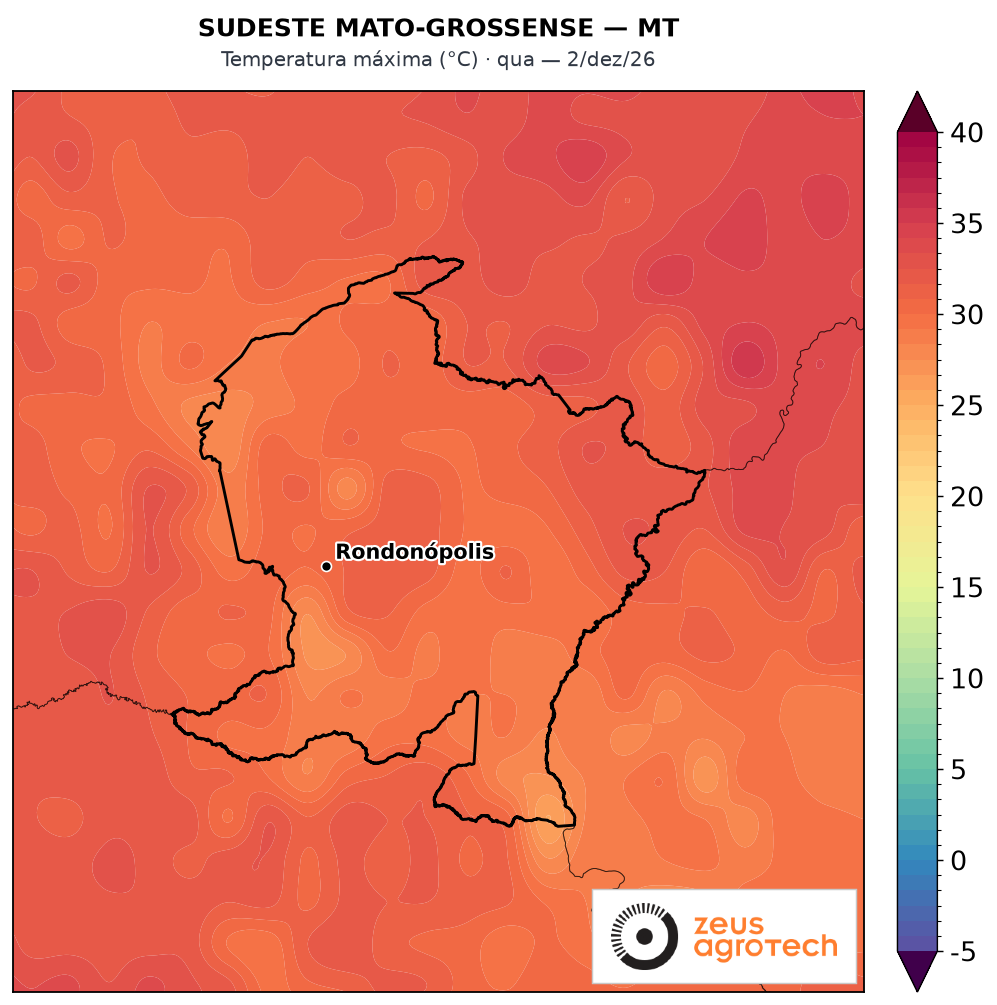 SUDESTE MATO-GROSSENSE — MT
Temperatura máxima (°C) · qua — 2/dez/26
40
35
30
25
20
15
10
5
0
-5
Rondonópolis
zeus
agrotech